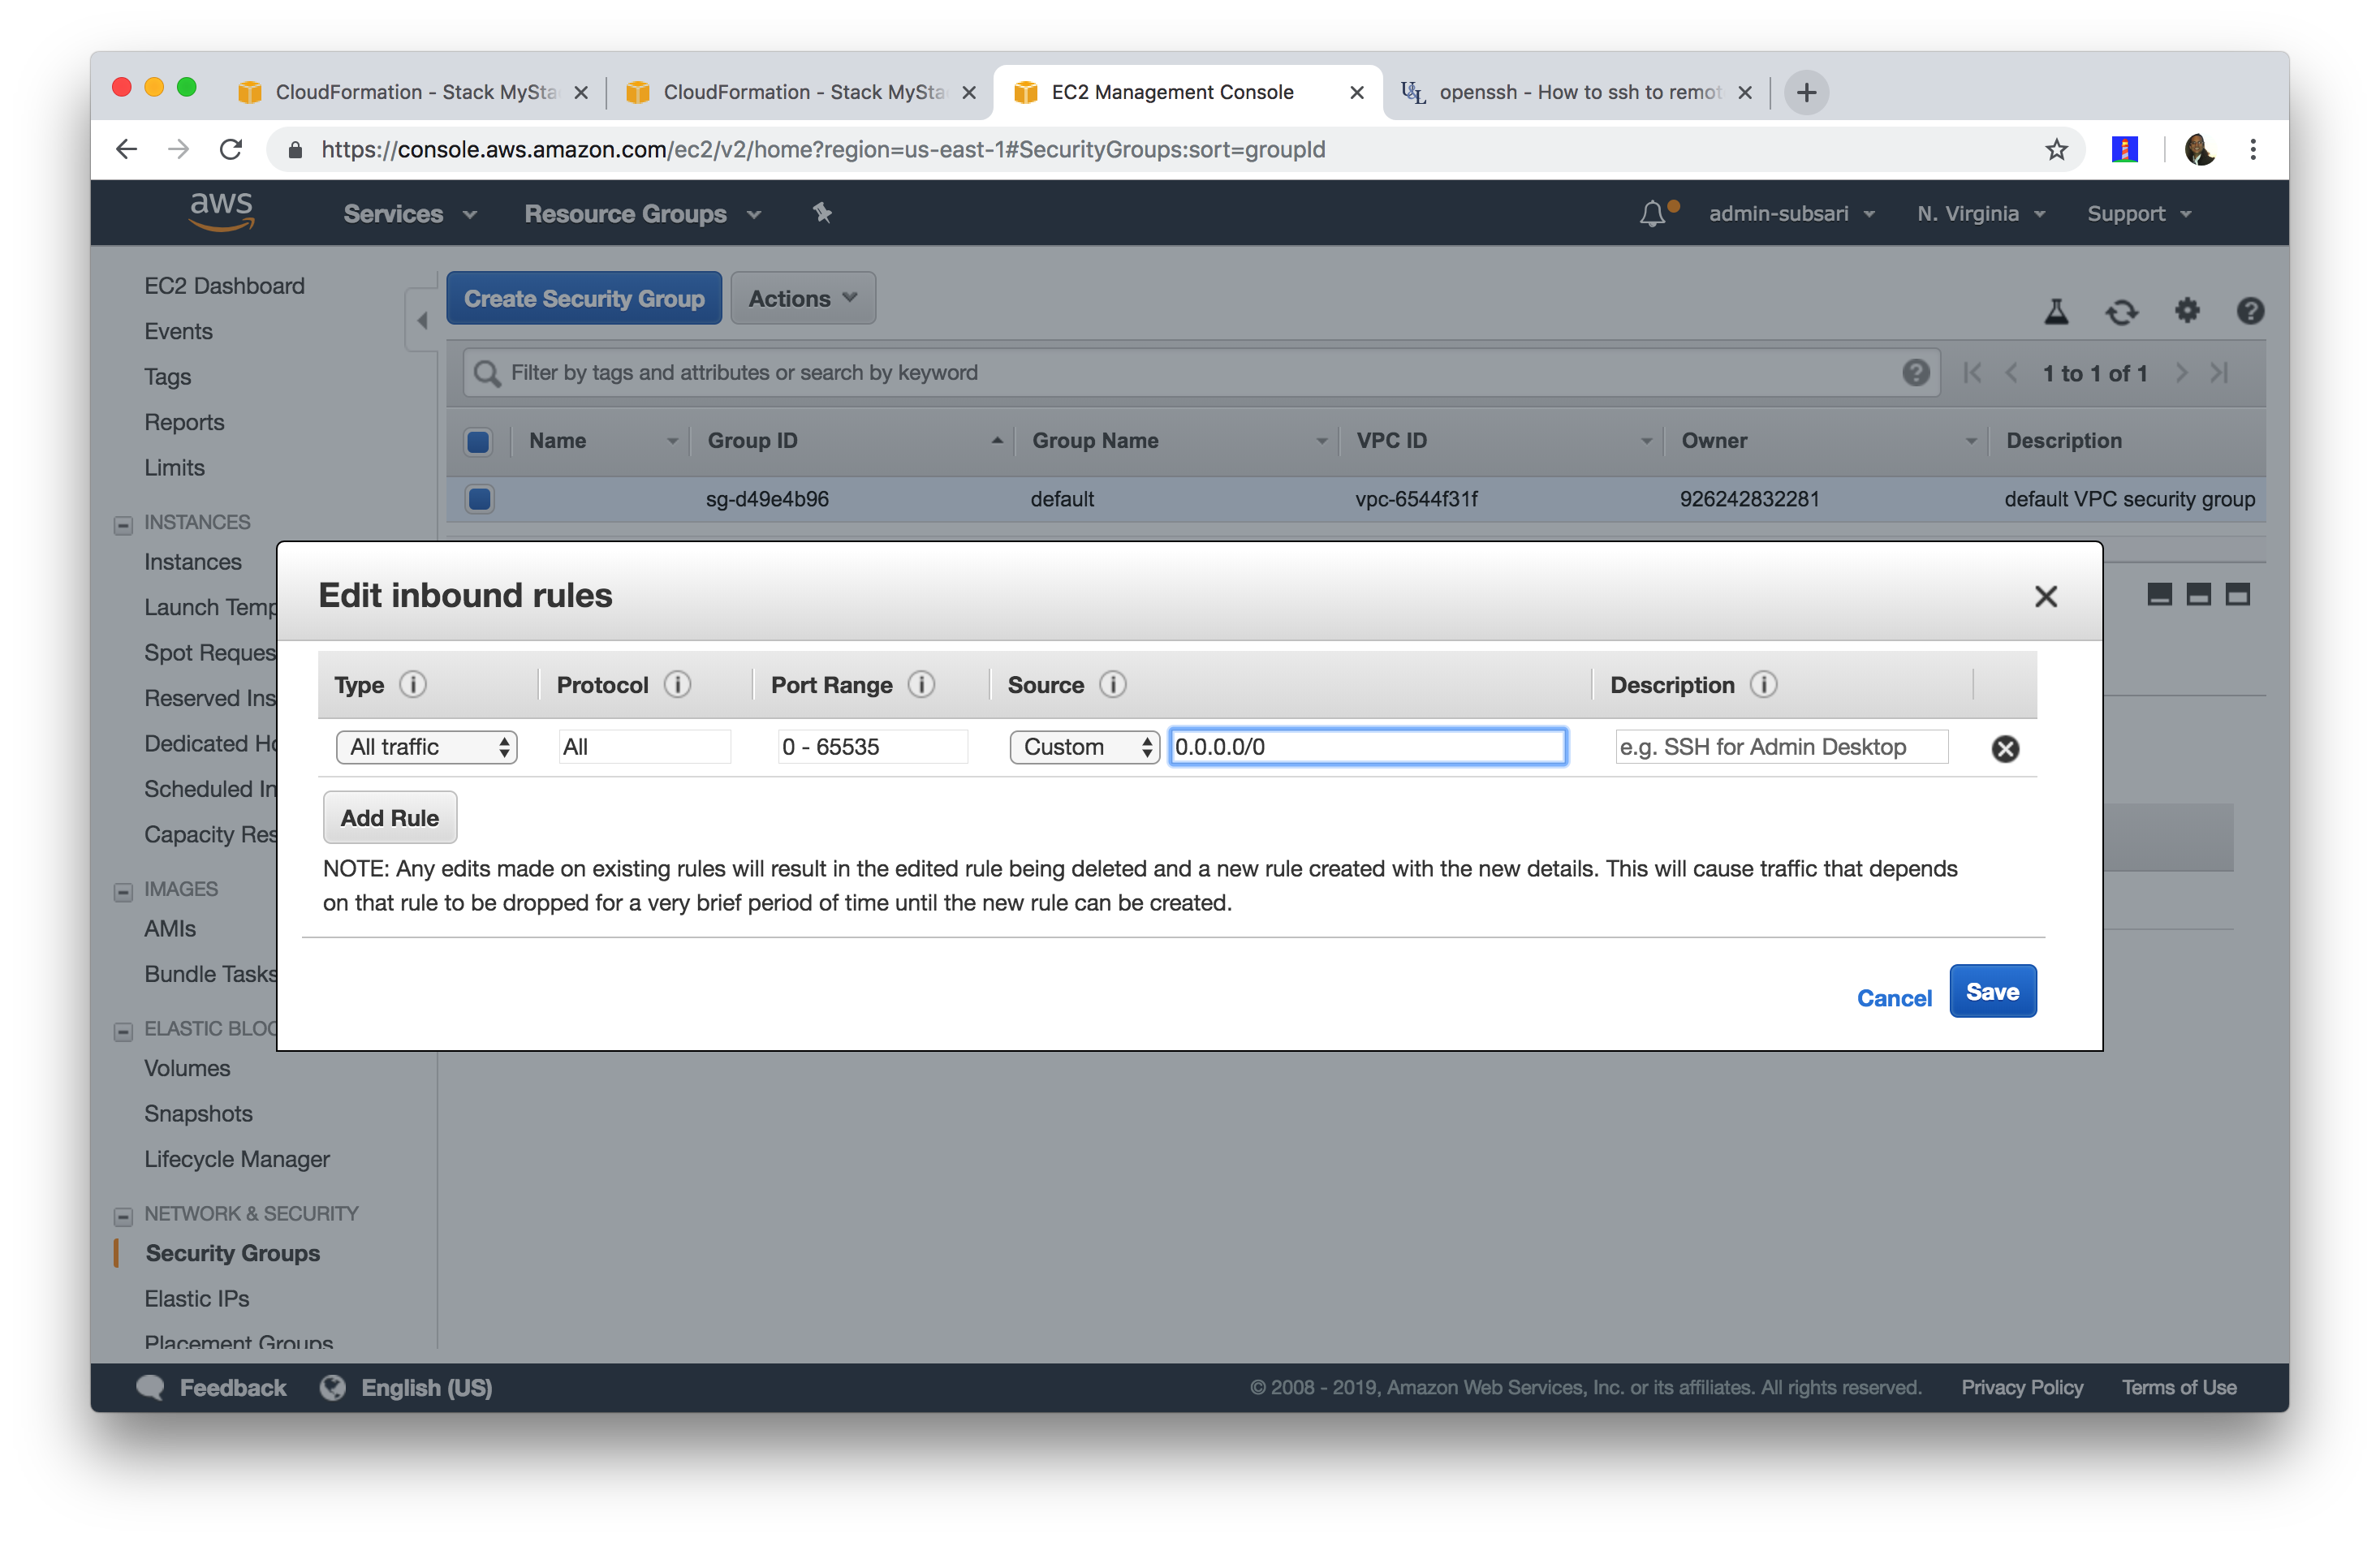 CloudFormation - Stack MySta
CloudFormation - Stack MySta
EC2 Management Console
openssh - How to ssh to remot
https://console.aws.amazon.com/ec2/v2/home?region=us-east-1#SecurityGroups:sort=groupId
aws
Services
Resource Groups
admin-subsari
N. Virginia
Support
EC2 Dashboard
Events
Tags
Reports
Limits
INSTANCES
Instances
Launch Temp
Spot Reques
Reserved Ins
Dedicated Ho
Scheduled In
Capacity Res
IMAGES
AMIs
Bundle Tasks
ELASTIC BLOC
Volumes
Snapshots
Lifecycle Manager
NETWORK & SECURITY
Security Groups
Elastic IPs
Placement Groups
Create Security Group
Actions
Filter by tags and attributes or search by keyword
1 to 1 of 1
Name Group ID Group Name VPC ID Owner Description
sg-d49e4b96 default vpc-6544f31f 926242832281 default VPC security group
Edit inbound rules
Type Protocol Port Range Source Description
All traffic All 0 - 65535 Custom 0.0.0.0/0 e.g. SSH for Admin Desktop
Add Rule
NOTE: Any edits made on existing rules will result in the edited rule being deleted and a new rule created with the new details. This will cause traffic that depends
on that rule to be dropped for a very brief period of time until the new rule can be created.
Cancel
Save
Feedback
English (US)
© 2008 - 2019, Amazon Web Services, Inc. or its affiliates. All rights reserved.
Privacy Policy
Terms of Use